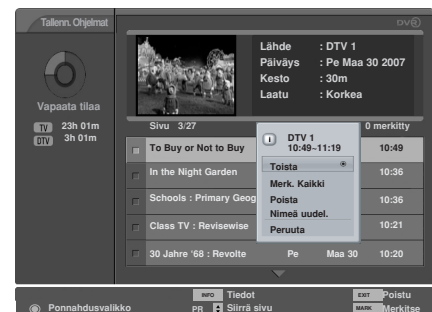 Tallenn. Ohjelmat
DVR
Lähde : DTV 1
Päiväys : Pe Maa 30 2007
Kesto : 30m
Laatu : Korkea
Vapaata tilaa
TV 23h 01m
DTV 3h 01m
Sivu 3/27
0 merkitty
To Buy or Not to Buy
10:49
In the Night Garden
10:36
Schools : Primary Geog
10:36
Class TV : Revisewise
10:21
30 Jahre ‘68 : Revolte Pe Maa 30 10:20
i DTV 1
10:49~11:19
Toista
Merk. Kaikki
Poista
Nimeä uudel.
Peruuta
INFO Tiedot
EXIT Poistu
Ponnahdusvalikko
PR Siirrä sivu
MARK Merkitse